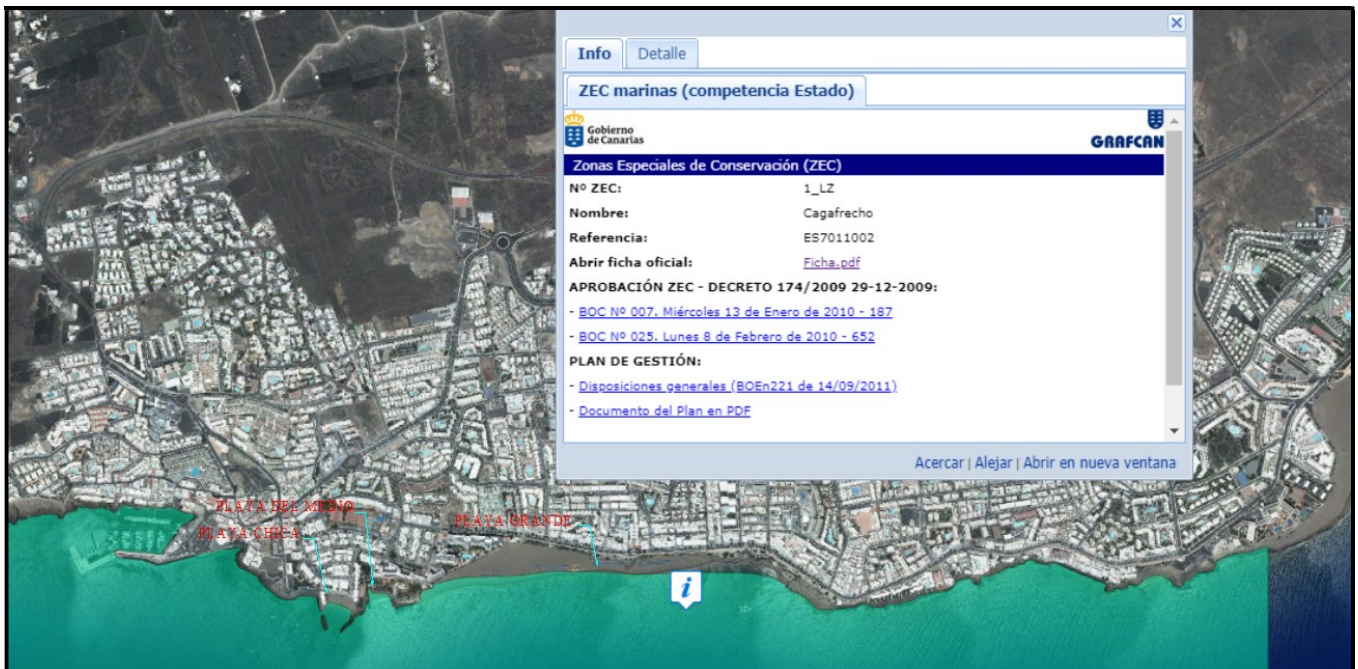 Info Detalle
ZEC marinas (competencia Estado)
Gobierno
de Canarias
GRAFCAN
Zonas Especiales de Conservación (ZEC)
Nº ZEC: 1_LZ
Nombre: Cagafrecho
Referencia: ES7011002
Abrir ficha oficial: Ficha.pdf
APROBACIÓN ZEC - DECRETO 174/2009 29-12-2009:
- BOC Nº 007. Miércoles 13 de Enero de 2010 - 187
- BOC Nº 025. Lunes 8 de Febrero de 2010 - 652
PLAN DE GESTIÓN:
- Disposiciones generales (BOEn221 de 14/09/2011)
- Documento del Plan en PDF
Acercar | Alejar | Abrir en nueva ventana
PLAYA DEL MEDIO
PLAYA CHICA
PLAYA GRANDE
i